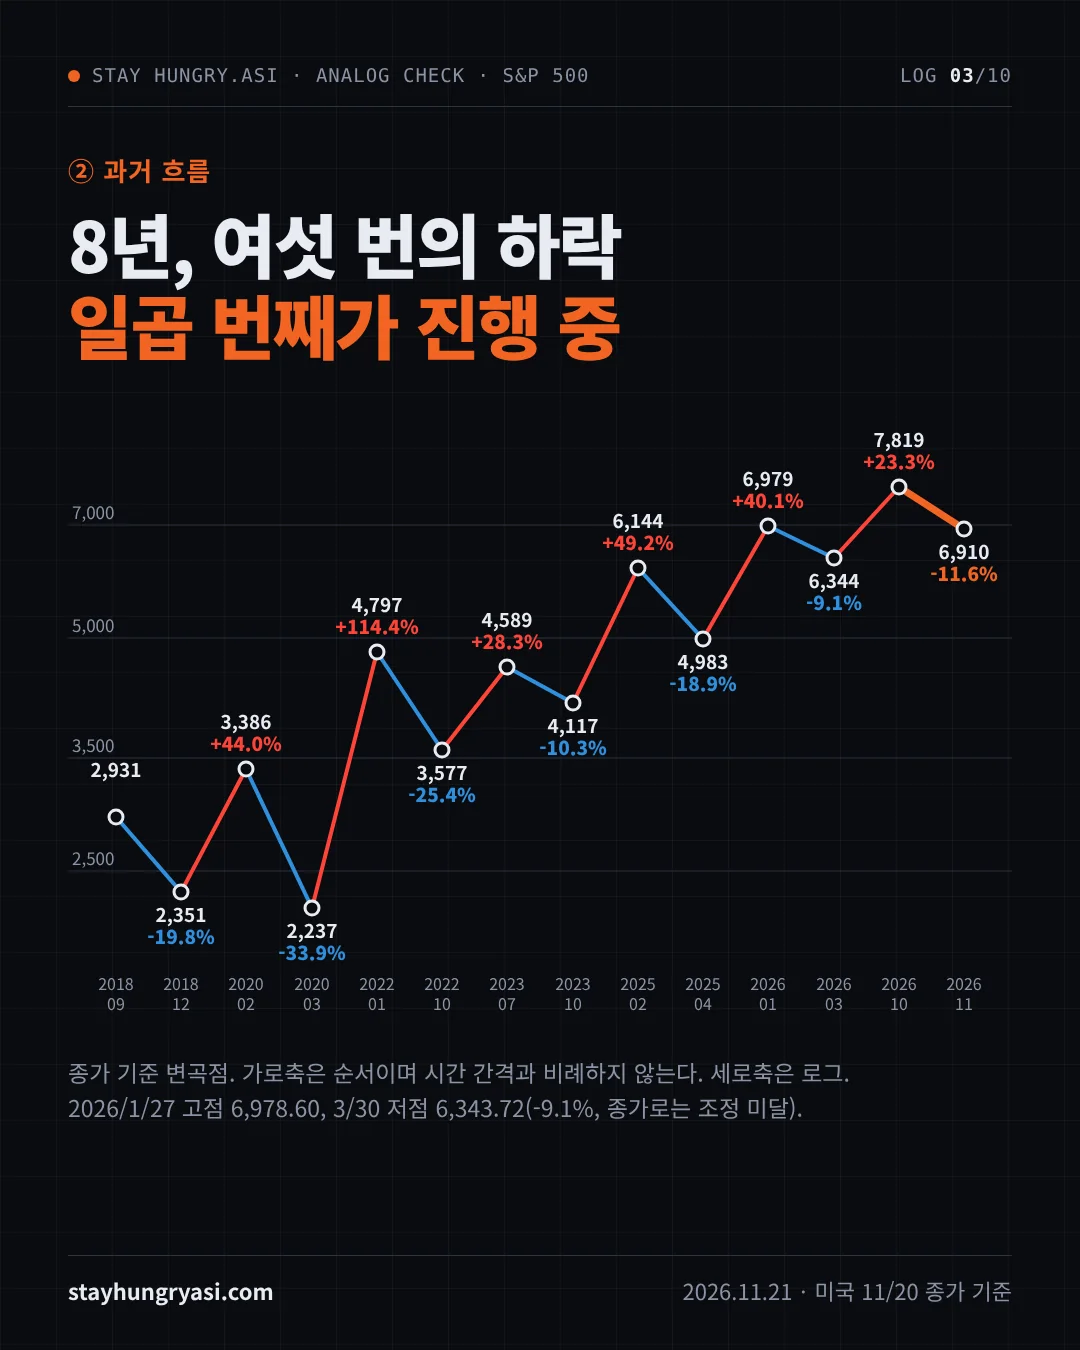 STAY HUNGRY.ASI · ANALOG CHECK · S&P 500
LOG 03/10
② 과거 흐름
8년, 여섯 번의 하락
일곱 번째가 진행 중
7,000
5,000
3,500
2,500
2,931
2,351
-19.8%
3,386
+44.0%
2,237
-33.9%
4,797
+114.4%
3,577
-25.4%
4,589
+28.3%
4,117
-10.3%
6,144
+49.2%
4,983
-18.9%
6,979
+40.1%
6,344
-9.1%
7,819
+23.3%
6,910
-11.6%
2018 2018 2020 2020 2022 2022 2023 2023 2025 2025 2026 2026 2026 2026
09 12 02 03 01 10 07 10 02 04 01 03 10 11
종가 기준 변곡점. 가로축은 순서이며 시간 간격과 비례하지 않는다. 세로축은 로그.
2026/1/27 고점 6,978.60, 3/30 저점 6,343.72(-9.1%, 종가로는 조정 미달).
stayhungryasi.com
2026.11.21 · 미국 11/20 종가 기준